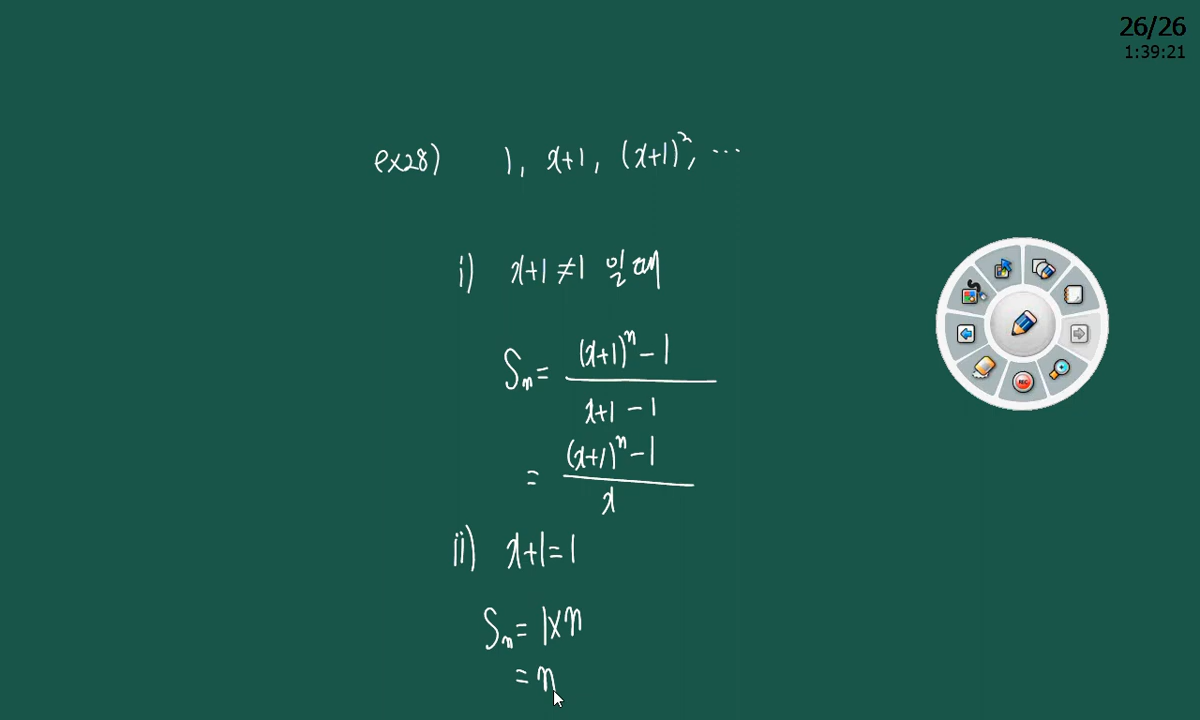 26/26
1:39:21
ex28) 1, x+1, (x+1)², ⋯
i) x+1≠1 일 때
Sₙ = ((x+1)ⁿ-1)/(x+1-1)
= ((x+1)ⁿ-1)/x
ii) x+1=1
Sₙ = 1×n
= n
REC